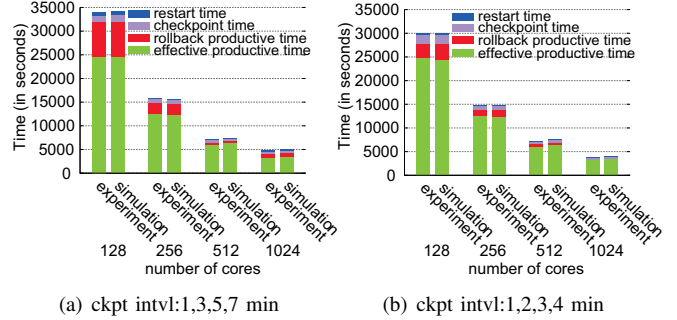 35000
30000
25000
20000
15000
10000
5000
0
Time (in seconds)
restart time
checkpoint time
rollback productive time
effective productive time
experiment
simulation
experiment
simulation
experiment
simulation
experiment
simulation
128 256 512 1024
number of cores
(a) ckpt intvl:1,3,5,7 min
35000
30000
25000
20000
15000
10000
5000
0
Time (in seconds)
restart time
checkpoint time
rollback productive time
effective productive time
experiment
simulation
experiment
simulation
experiment
simulation
experiment
simulation
128 256 512 1024
number of cores
(b) ckpt intvl:1,2,3,4 min